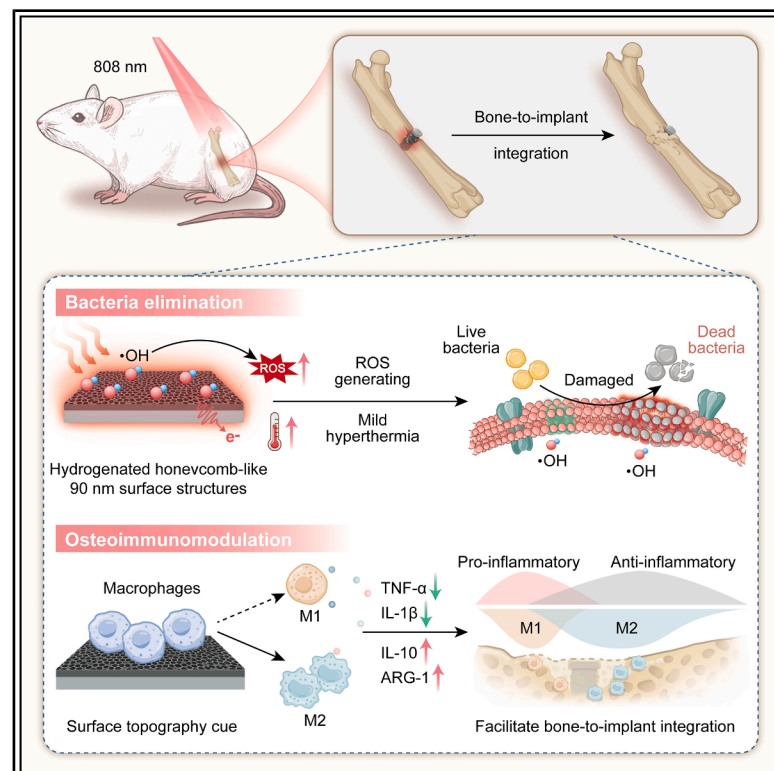 808 nm
Bone-to-implant
integration
Bacteria elimination
•OH
ROS
e-
Hydrogenated honevcomb-like
90 nm surface structures
ROS
generating
Mild
hyperthermia
Live
bacteria
Dead
bacteria
Damaged
•OH
•OH
Osteoimmunomodulation
Macrophages
Surface topography cue
M1
M2
TNF-α
IL-1β
IL-10
ARG-1
Pro-inflammatory
Anti-inflammatory
M1
M2
Facilitate bone-to-implant integration